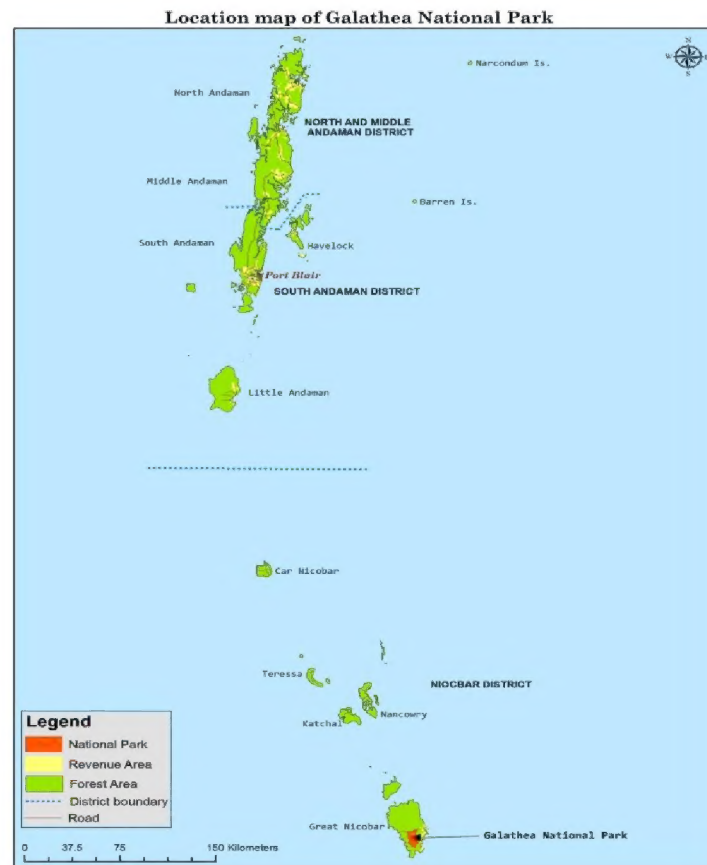 Location map of Galathea National Park
N
W
S
Narcondum Is.
North Andaman
NORTH AND MIDDLE
ANDAMAN DISTRICT
Middle Andaman
Barren Is.
South Andaman
Havelock
Port Blair
SOUTH ANDAMAN DISTRICT
Little Andaman
Car Nicobar
Teressa
NIOCBAR DISTRICT
Nancowry
Katchal
Legend
National Park
Revenue Area
Forest Area
District boundary
Road
Great Nicobar
Galathea National Park
0 37.5 75 150 Kilometers